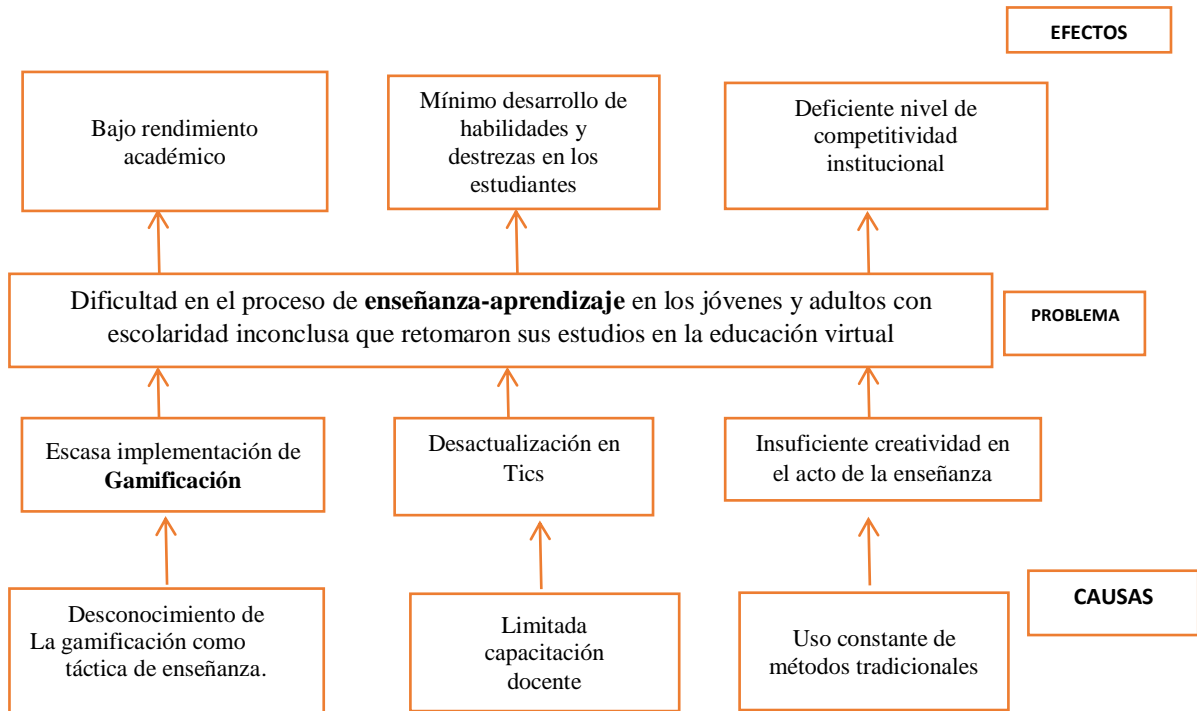 EFECTOS
Bajo rendimiento
académico
Mínimo desarrollo de
habilidades y
destrezas en los
estudiantes
Deficiente nivel de
competitividad
institucional
Dificultad en el proceso de enseñanza-aprendizaje en los jóvenes y adultos con
escolaridad inconclusa que retomaron sus estudios en la educación virtual
PROBLEMA
Escasa implementación de
Gamificación
Desactualización en
Tics
Insuficiente creatividad en
el acto de la enseñanza
Desconocimiento de
La gamificación como
táctica de enseñanza.
Limitada
capacitación
docente
Uso constante de
métodos tradicionales
CAUSAS